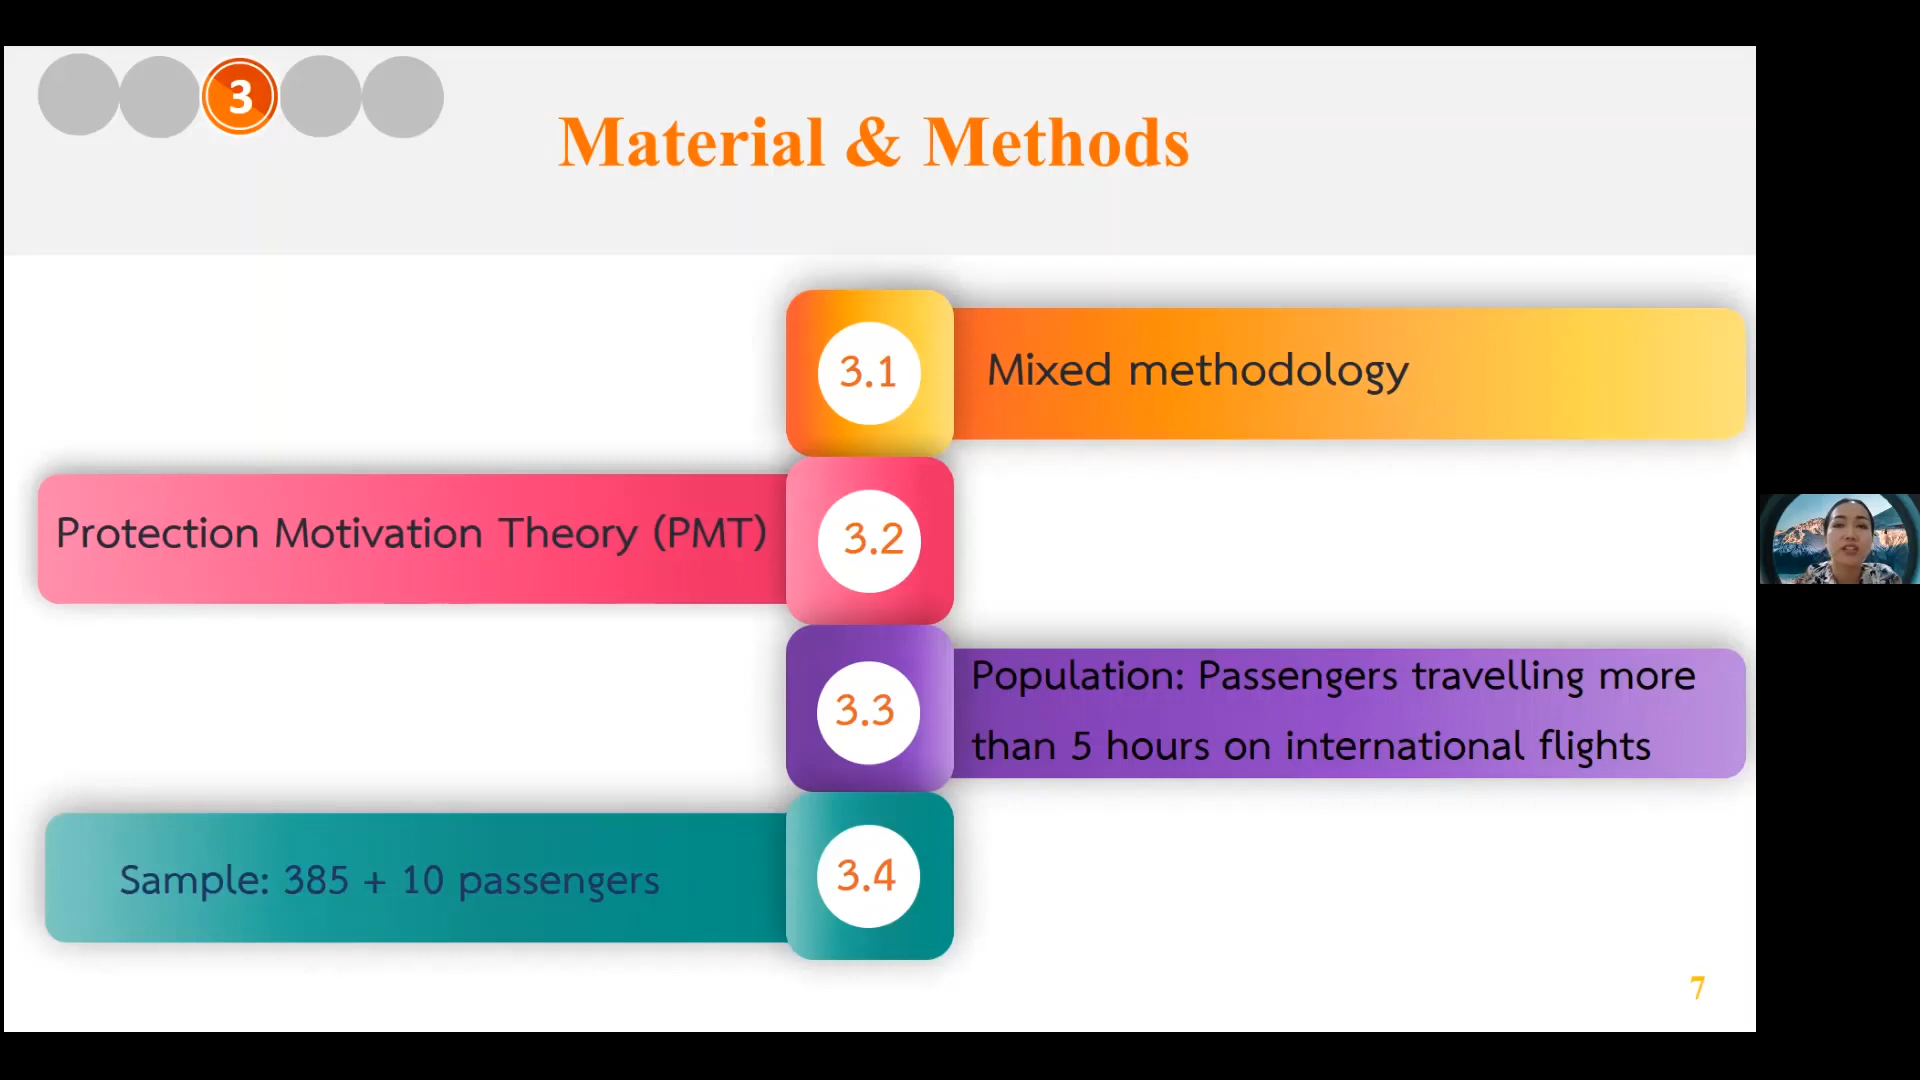 3
Material & Methods
3.1
Mixed methodology
Protection Motivation Theory (PMT)
3.2
3.3
Population: Passengers travelling more
than 5 hours on international flights
Sample: 385 + 10 passengers
3.4
7